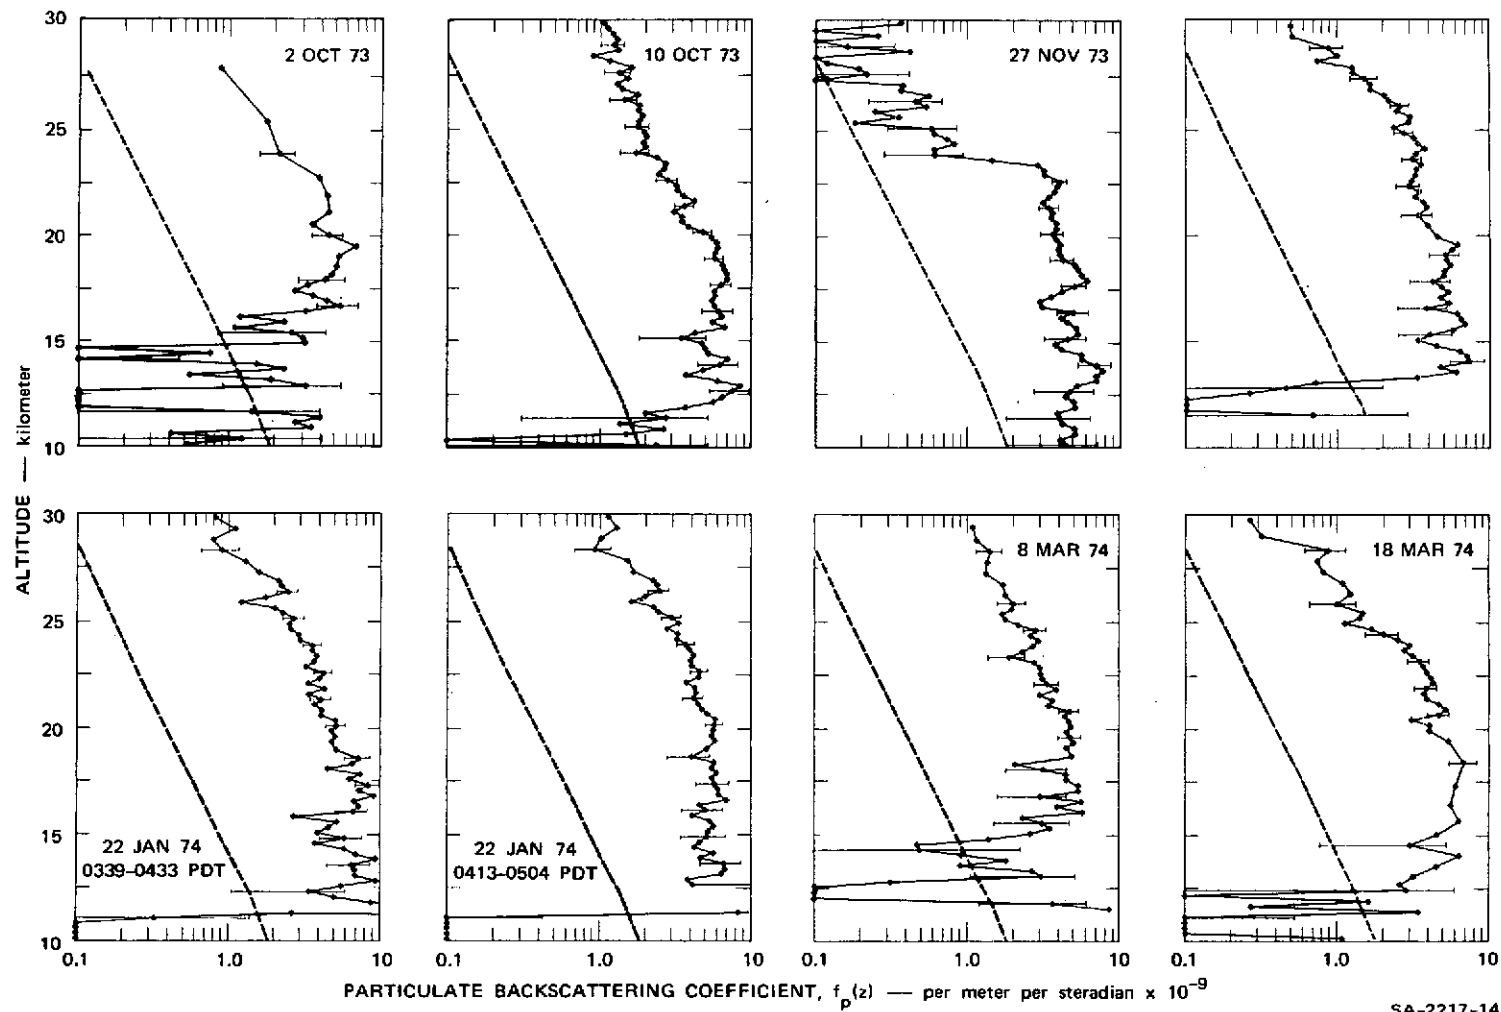 30
2 OCT 73
10 OCT 73
27 NOV 73
25
20
15
10
ALTITUDE — kilometer
30
8 MAR 74
18 MAR 74
25
20
15
22 JAN 74
0339-0433 PDT
22 JAN 74
0413-0504 PDT
10
0.1 1.0 10 0.1 1.0 10 0.1 1.0 10 0.1 1.0 10
PARTICULATE BACKSCATTERING COEFFICIENT, fp(z) — per meter per steradian x 10-9
SA-2217-14